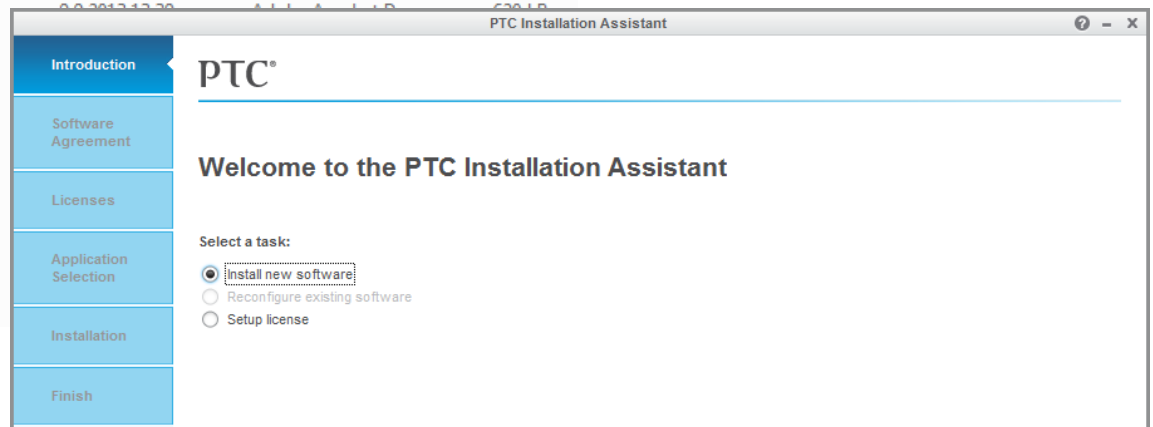 PTC Installation Assistant
Introduction
PTC®
Software
Agreement
Welcome to the PTC Installation Assistant
Licenses
Select a task:
Application
Selection
Install new software
Reconfigure existing software
Setup license
Installation
Finish